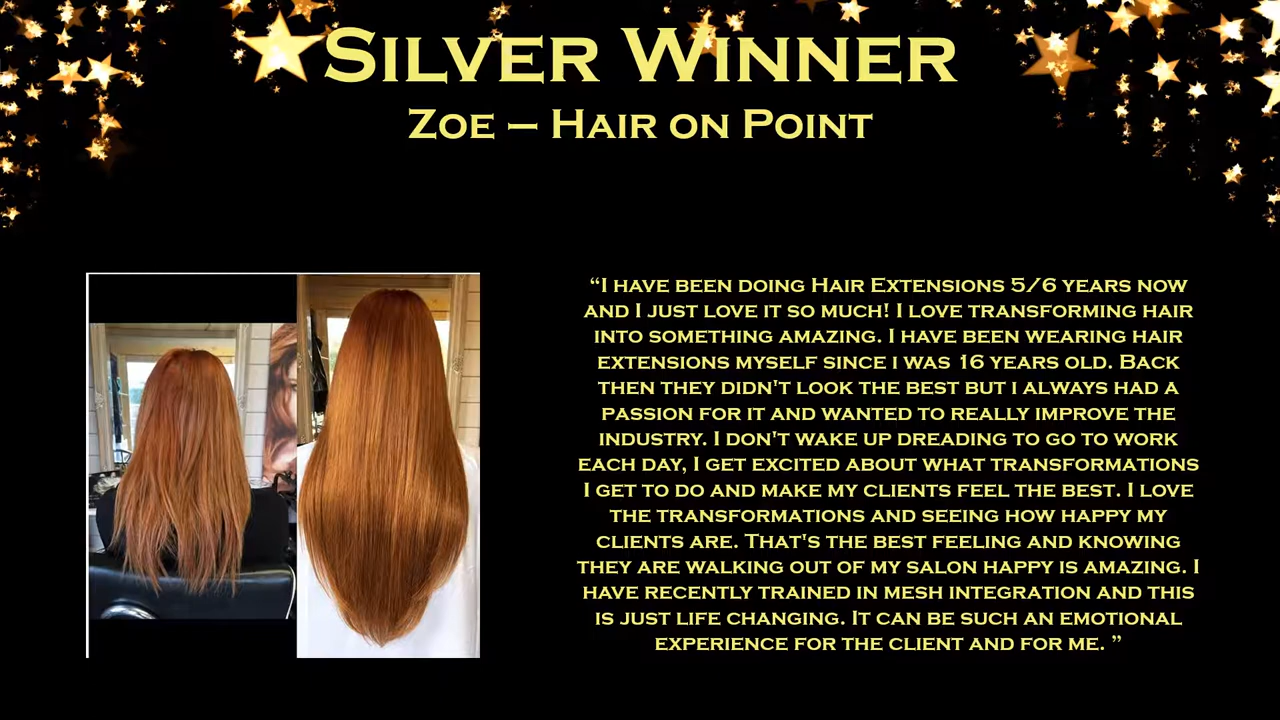 Silver Winner
Zoe – Hair on Point
“I have been doing Hair Extensions 5/6 years now
and I just love it so much! I love transforming hair
into something amazing. I have been wearing hair
extensions myself since i was 16 years old. Back
then they didn't look the best but i always had a
passion for it and wanted to really improve the
industry. I don't wake up dreading to go to work
each day, I get excited about what transformations
I get to do and make my clients feel the best. I love
the transformations and seeing how happy my
clients are. That's the best feeling and knowing
they are walking out of my salon happy is amazing. I
have recently trained in mesh integration and this
is just life changing. It can be such an emotional
experience for the client and for me. ”